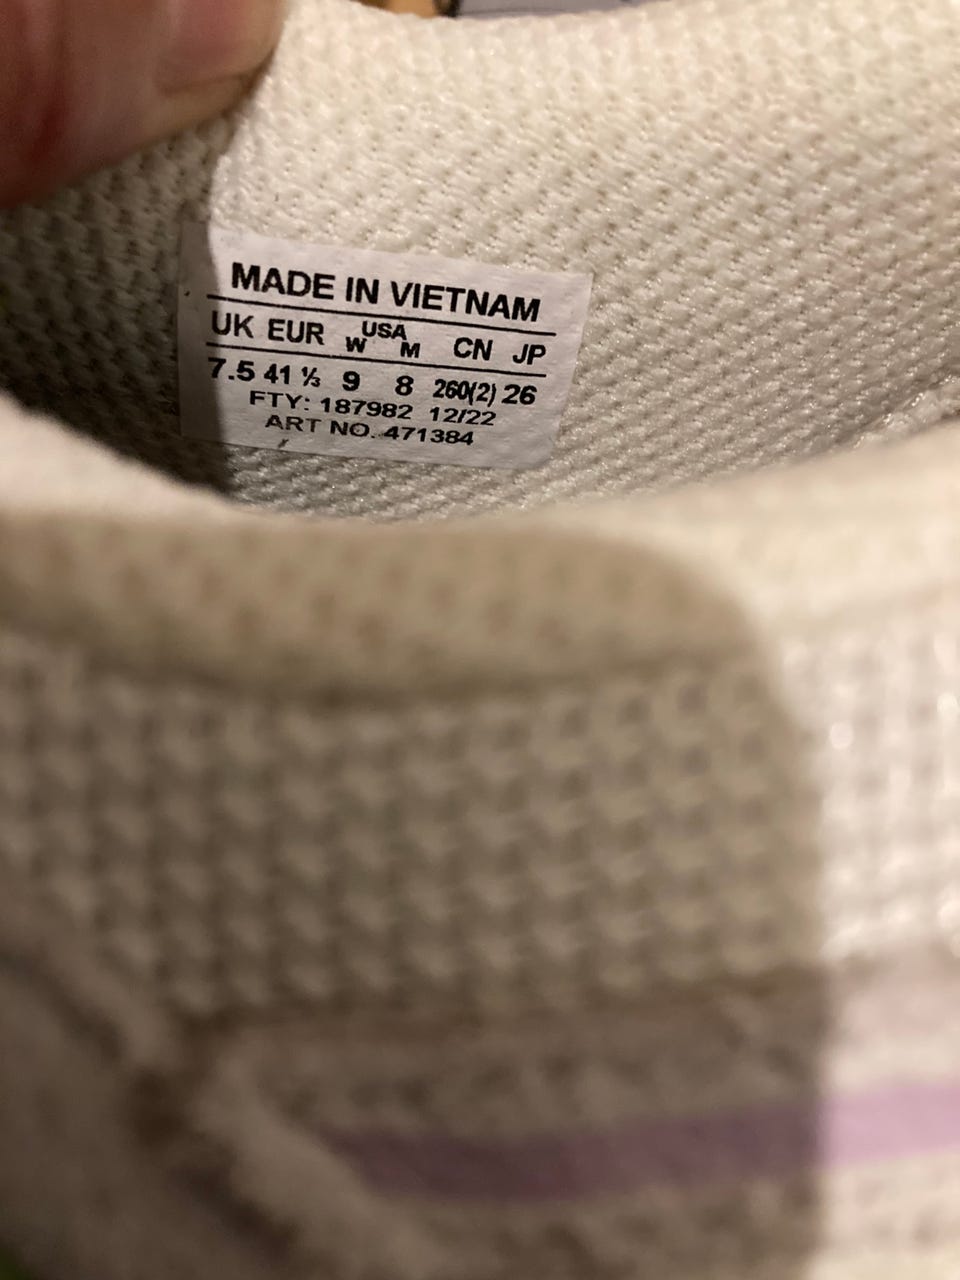 MADE IN VIETNAM
UK EUR USA W M CN JP
7.5 41 ⅓ 9 8 260(2) 26
FTY: 187982 12/22
ART NO. 471384